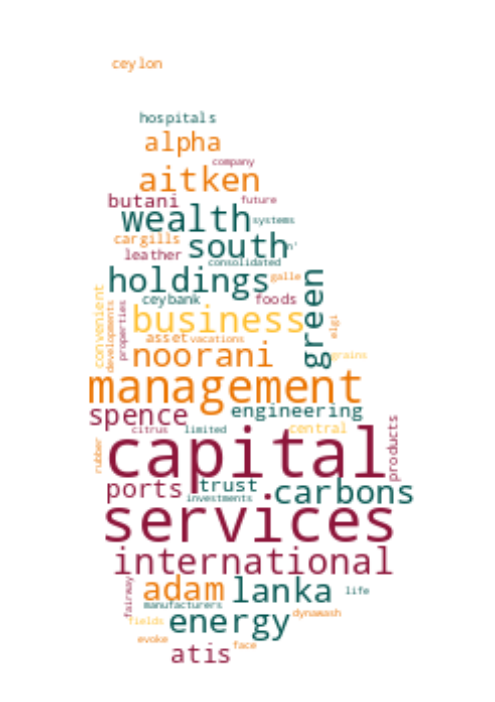 ceylon
hospitals
alpha
company
aitken
butani
future
wealth
systems
cargills
south
n'
leather
consolidated
holdings
galle
green
convenient
ceybank
foods
developments
properties
business
elgi
asset
vacations
noorani
grains
management
spence
engineering
citrus
limited
central
rubber
capital
products
ports
trust
carbons
investments
services
international
fairway
adam
lanka
life
manufacturers
fields
energy
dynawash
evoke
face
atis